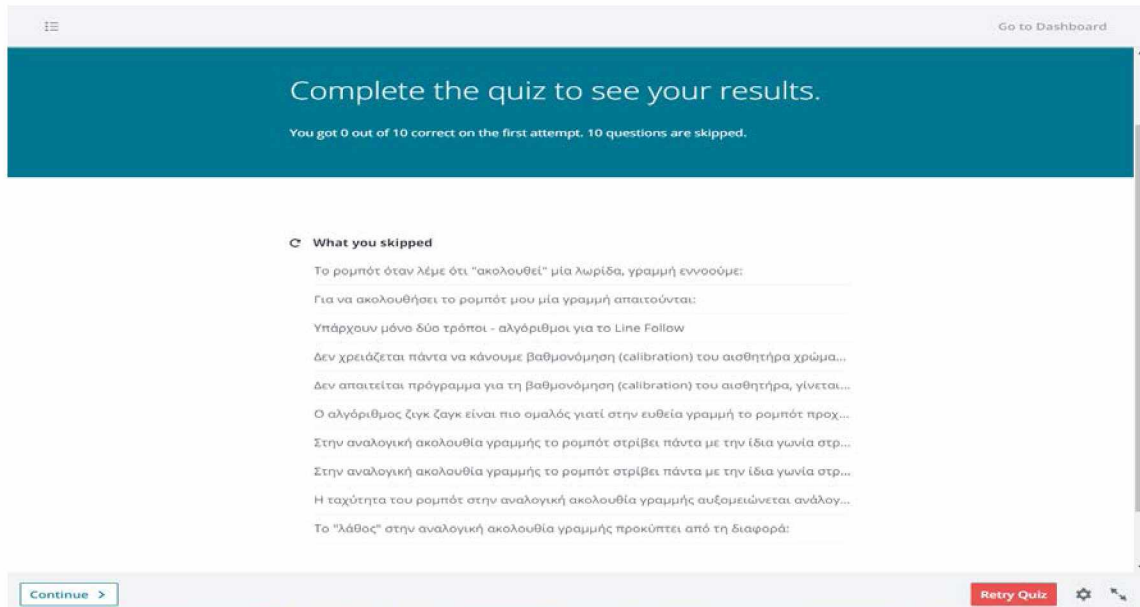 Go to Dashboard
Complete the quiz to see your results.
You got 0 out of 10 correct on the first attempt. 10 questions are skipped.
What you skipped
Το ρομπότ όταν λέμε ότι "ακολουθεί" μία λωρίδα, γραμμή εννοούμε:
Για να ακολουθήσει το ρομπότ μου μία γραμμή απαιτούνται:
Υπάρχουν μόνο δύο τρόποι - αλγόριθμοι για το Line Follow
Δεν χρειάζεται πάντα να κάνουμε βαθμονόμηση (calibration) του αισθητήρα χρώμα...
Δεν απαιτείται πρόγραμμα για τη βαθμονόμηση (calibration) του αισθητήρα, γίνεται...
Ο αλγόριθμος ζιγκ ζαγκ είναι πιο ομαλός γιατί στην ευθεία γραμμή το ρομπότ προχ...
Στην αναλογική ακολουθία γραμμής το ρομπότ στρίβει πάντα με την ίδια γωνία στρ...
Στην αναλογική ακολουθία γραμμής το ρομπότ στρίβει πάντα με την ίδια γωνία στρ...
Η ταχύτητα του ρομπότ στην αναλογική ακολουθία γραμμής αυξομειώνεται ανάλογ...
Το "λάθος" στην αναλογική ακολουθία γραμμής προκύπτει από τη διαφορά:
Continue >
Retry Quiz